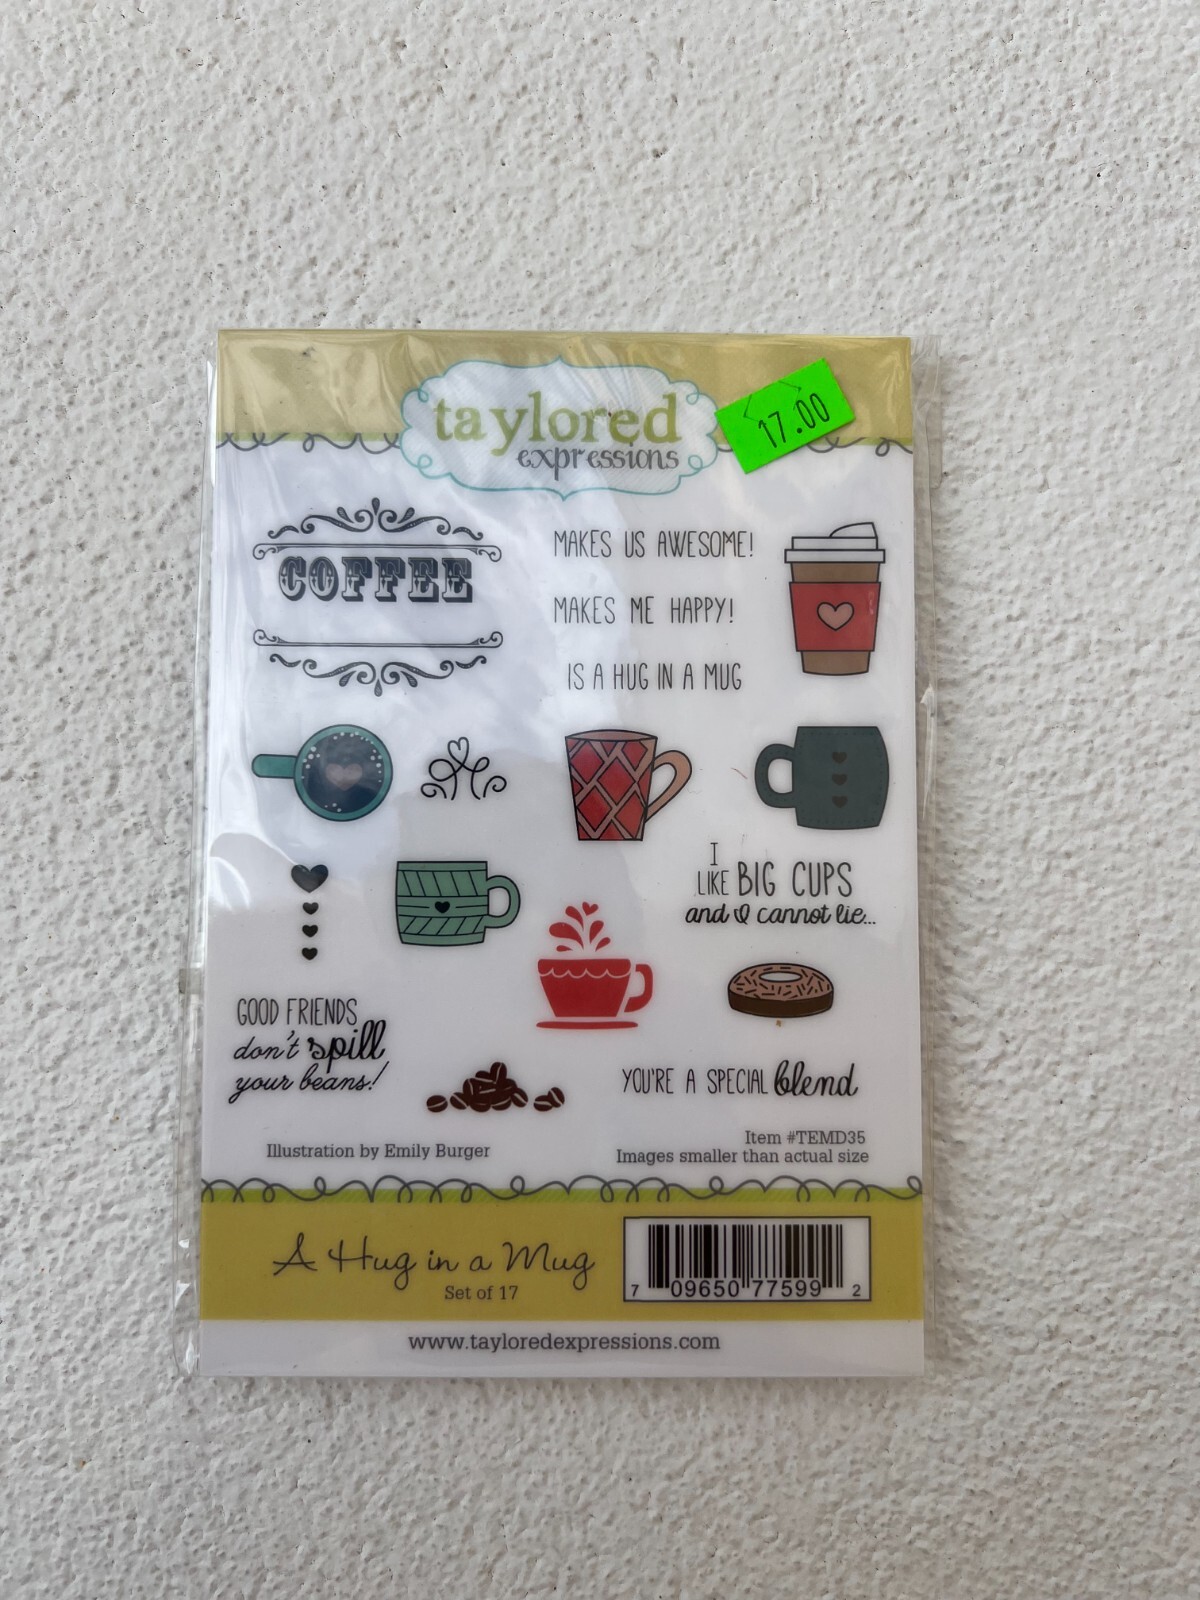 taylored
expressions
17.00
COFFEE
MAKES US AWESOME!
MAKES ME HAPPY!
IS A HUG IN A MUG
I
LIKE BIG CUPS
and I cannot lie...
GOOD FRIENDS
don't spill
your beans!
YOU'RE A SPECIAL blend
Illustration by Emily Burger
Item #TEMD35
Images smaller than actual size
A Hug in a Mug
Set of 17
7 09650 77599 2
www.tayloredexpressions.com